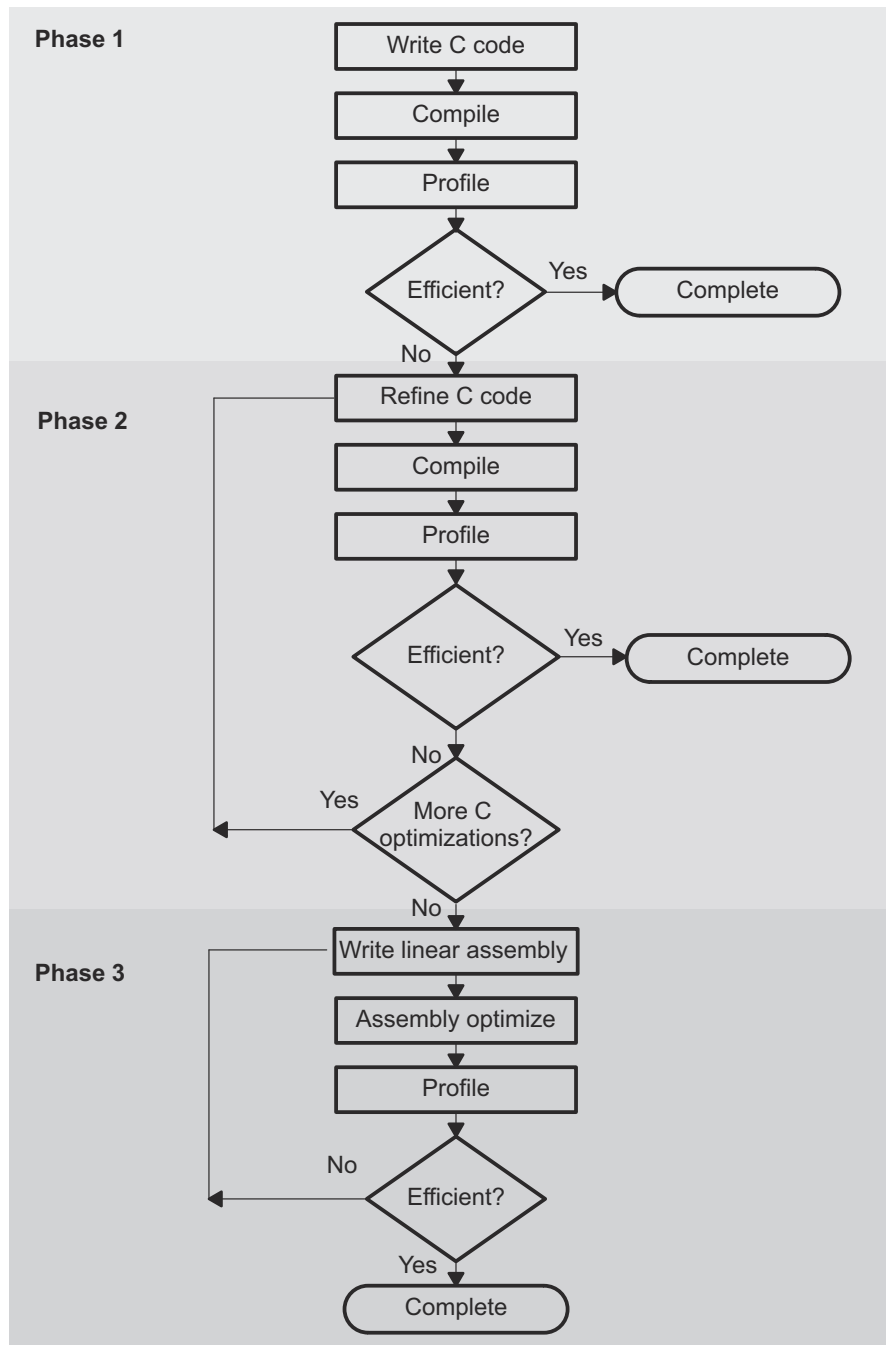 Phase 1
Write C code
Compile
Profile
Efficient?
Yes
Complete
No
Phase 2
Refine C code
Compile
Profile
Efficient?
Yes
Complete
No
Yes
More C
optimizations?
No
Phase 3
Write linear assembly
Assembly optimize
Profile
No
Efficient?
Yes
Complete